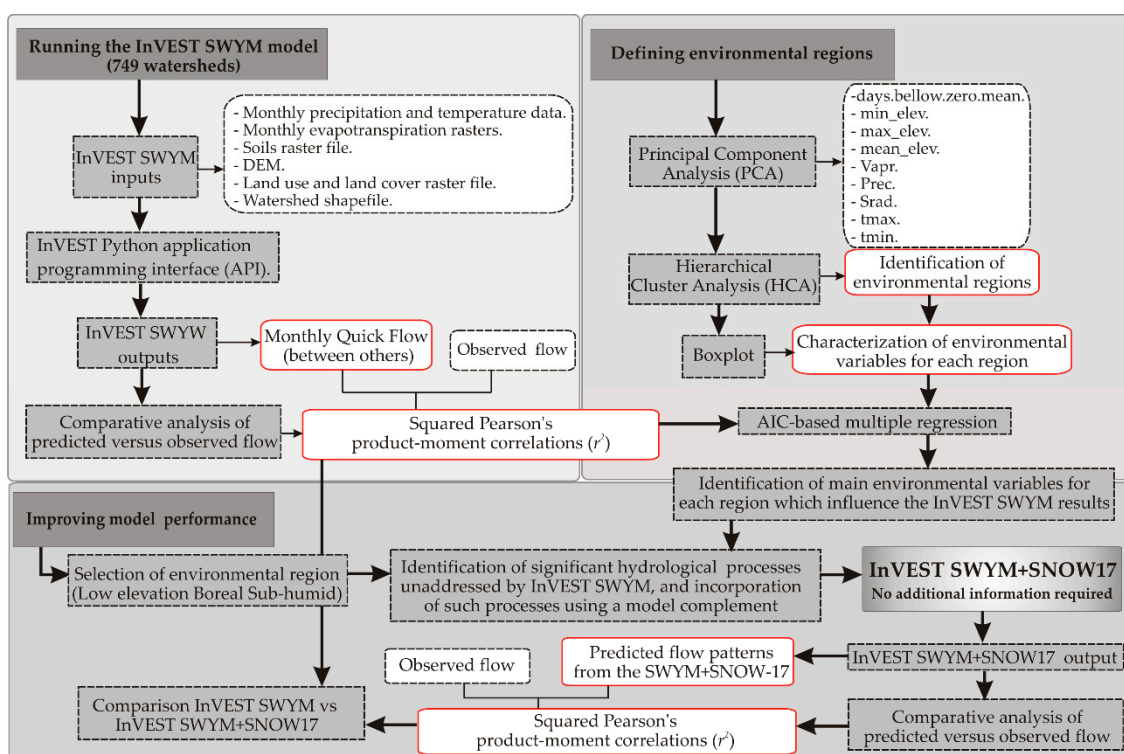 Running the InVEST SWYM model
(749 watersheds)
- Monthly precipitation and temperature data.
- Monthly evapotranspiration rasters.
- Soils raster file.
- DEM.
- Land use and land cover raster file.
- Watershed shapefile.
InVEST SWYM
inputs
InVEST Python application
programming interface (API).
InVEST SWYW
outputs
Monthly Quick Flow
(between others)
Observed flow
Comparative analysis of
predicted versus observed flow
Squared Pearson's
product-moment correlations (r²)
Defining environmental regions
-days.bellow.zero.mean.
- min_elev.
- max_elev.
- mean_elev.
- Vapr.
- Prec.
- Srad.
- tmax.
- tmin.
Principal Component
Analysis (PCA)
Hierarchical
Cluster Analysis (HCA)
Identification of
environmental regions
Boxplot
Characterization of environmental
variables for each region
AIC-based multiple regression
Identification of main environmental variables for
each region which influence the InVEST SWYM results
Improving model performance
Selection of environmental region
(Low elevation Boreal Sub-humid)
Identification of significant hydrological processes
unaddressed by InVEST SWYM, and incorporation
of such processes using a model complement
InVEST SWYM+SNOW17
No additional information required
InVEST SWYM+SNOW17 output
Predicted flow patterns
from the SWYM+SNOW-17
Observed flow
Comparative analysis of
predicted versus observed flow
Squared Pearson's
product-moment correlations (r²)
Comparison InVEST SWYM vs
InVEST SWYM+SNOW17